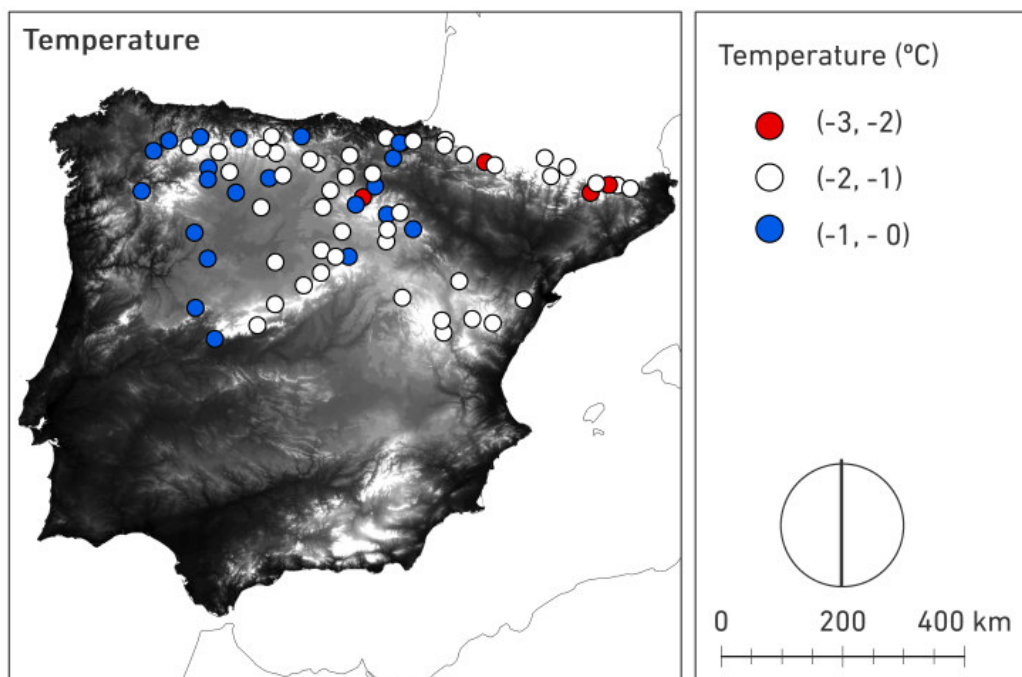 Temperature
Temperature (ºC)
(-3, -2)
(-2, -1)
(-1, - 0)
0 200 400 km